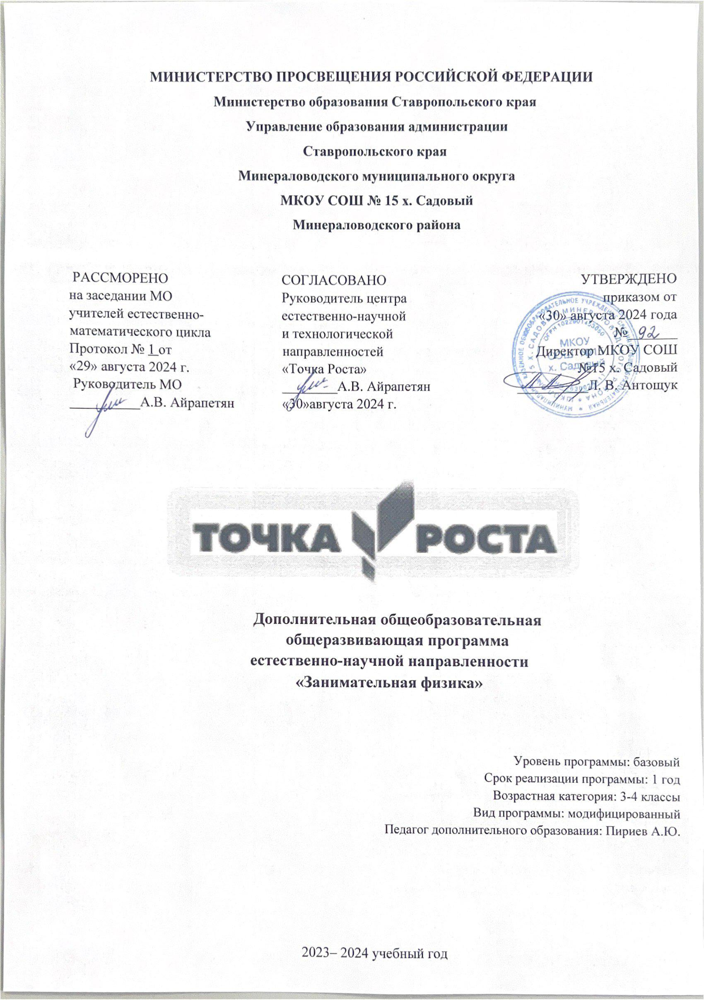 МИНИСТЕРСТВО ПРОСВЕЩЕНИЯ РОССИЙСКОЙ ФЕДЕРАЦИИ
Министерство образования Ставропольского края
Управление образования администрации
Ставропольского края
Минераловодского муниципального округа
МКОУ СОШ № 15 х. Садовый
Минераловодского района
РАССМОРЕНО
на заседании МО
учителей естественно-
математического цикла
Протокол № 1 от
«29» августа 2024 г.
Руководитель МО
А.В. Айрапетян
СОГЛАСОВАНО
Руководитель центра
естественно-научной
и технологической
направленностей
«Точка Роста»
А.В. Айрапетян
«30»августа 2024 г.
УТВЕРЖДЕНО
приказом от
«30» августа 2024 года
№ 92
Директор МКОУ СОШ
№15 х. Садовый
Л. В. Антощук
МКОУ
х. Садовый
ТОЧКА РОСТА
Дополнительная общеобразовательная
общеразвивающая программа
естественно-научной направленности
«Занимательная физика»
Уровень программы: базовый
Срок реализации программы: 1 год
Возрастная категория: 3-4 классы
Вид программы: модифицированный
Педагог дополнительного образования: Пириев А.Ю.
2023– 2024 учебный год